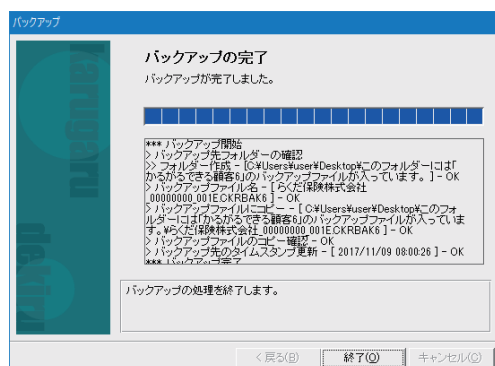 バックアップ
karugaru
dekiru
バックアップの完了
バックアップが完了しました。
*** バックアップ開始
> バックアップ先フォルダーの確認
>> フォルダー作成 - [C:¥Users¥user¥Desktop¥このフォルダーには｢
かるがるできる顧客6｣のバックアップファイルが入っています。] - OK
> バックアップファイル名 - [ らくだ保険株式会社
_00000000_001E.CKRBAK6 ] - OK
> バックアップファイルにコピー - [ C:¥Users¥user¥Desktop¥このフォ
ルダーには｢かるがるできる顧客6｣のバックアップファイルが入っていま
す。¥らくだ保険株式会社_00000000_001E.CKRBAK6 ] - OK
> バックアップファイルのコピー確認 - OK
> バックアップ先のタイムスタンプ更新 - [ 2017/11/09 08:00:26 ] - OK
*** バックアップ完了
バックアップの処理を終了します。
< 戻る(B)
終了(O)
キャンセル(C)